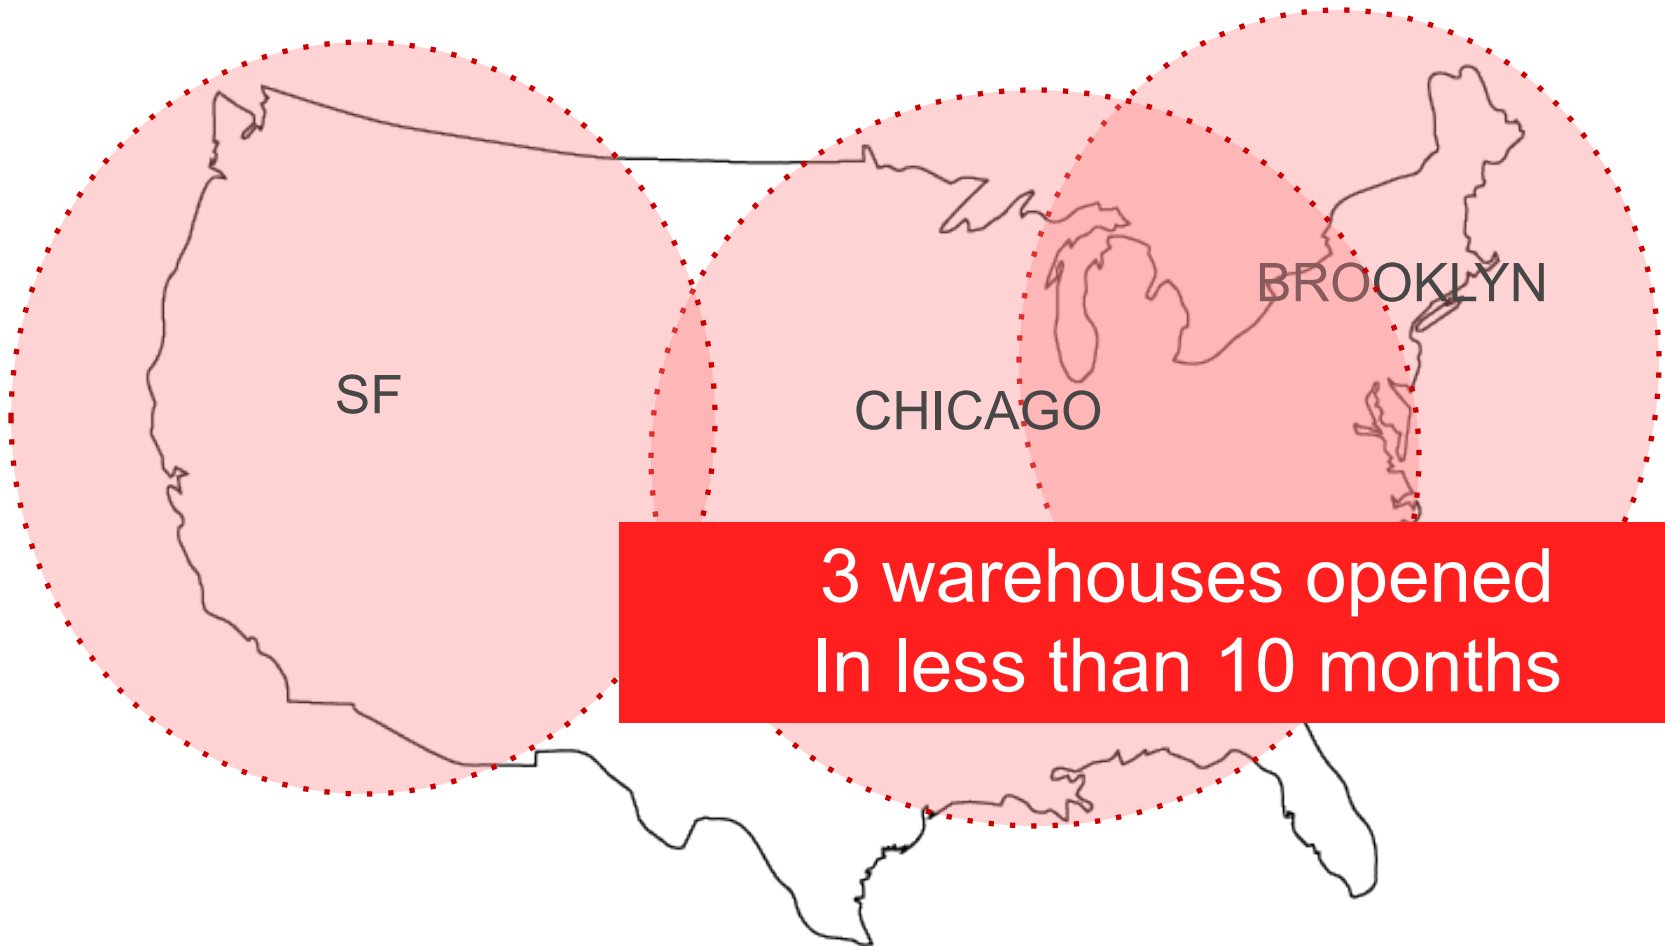 BROOKLYN
SF
CHICAGO
3 warehouses opened
In less than 10 months